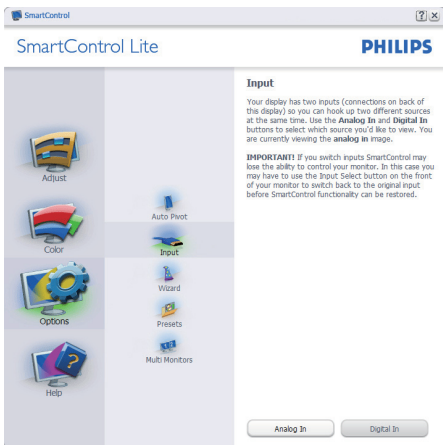 SmartControl
SmartControl Lite
PHILIPS
Adjust
Color
Options
Help
Auto Pivot
Input
Wizard
Presets
Multi Monitors
Input
Your display has two inputs (connections on back of
this display) so you can hook up two different sources
at the same time. Use the Analog In and Digital In
buttons to select which source you'd like to view. You
are currently viewing the analog in image.
IMPORTANT! If you switch inputs SmartControl may
lose the ability to control your monitor. In this case you
may have to use the Input Select button on the front
of your monitor to switch back to the original input
before SmartControl functionality can be restored.
Analog In
Digital In